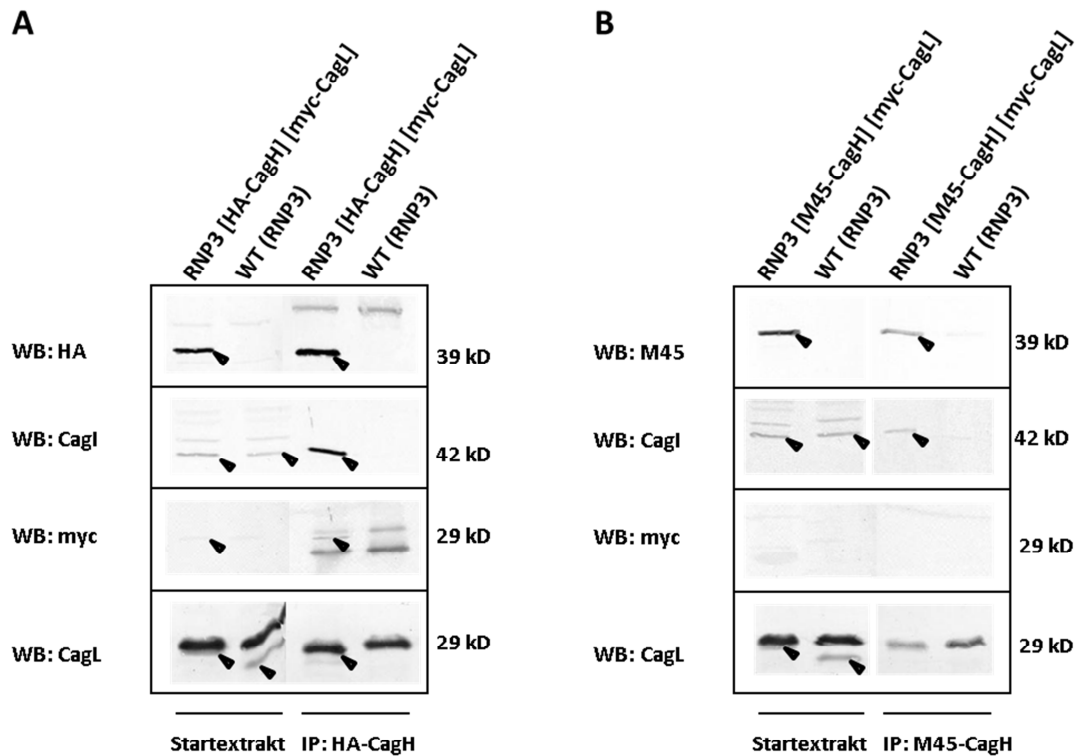 A
RNP3 [HA-CagH] [myc-CagL]
WT (RNP3)
RNP3 [HA-CagH] [myc-CagL]
WT (RNP3)
WB: HA
39 kD
WB: CagI
42 kD
WB: myc
29 kD
WB: CagL
29 kD
Startextrakt
IP: HA-CagH
B
RNP3 [M45-CagH] [myc-CagL]
WT (RNP3)
RNP3 [M45-CagH] [myc-CagL]
WT (RNP3)
WB: M45
39 kD
WB: CagI
42 kD
WB: myc
29 kD
WB: CagL
29 kD
Startextrakt
IP: M45-CagH